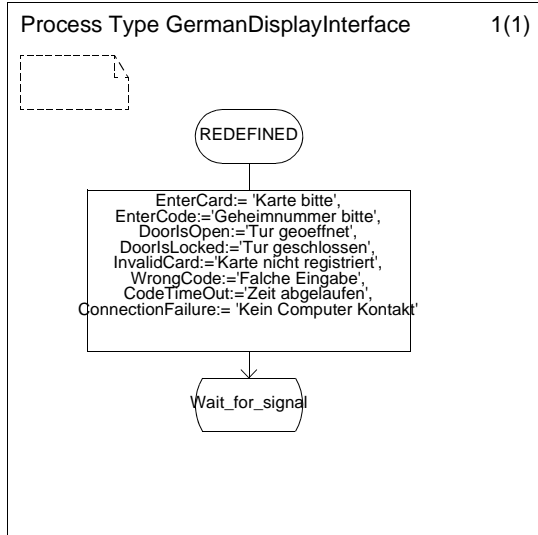 Process Type GermanDisplayInterface 1(1)
REDEFINED
EnterCard:= 'Karte bitte',
EnterCode:='Geheimnummer bitte',
DoorIsOpen:='Tur geoeffnet',
DoorIsLocked:='Tur geschlossen',
InvalidCard:='Karte nicht registriert',
WrongCode:='Falche Eingabe',
CodeTimeOut:='Zeit abgelaufen',
ConnectionFailure:= 'Kein Computer Kontakt'
Wait_for_signal